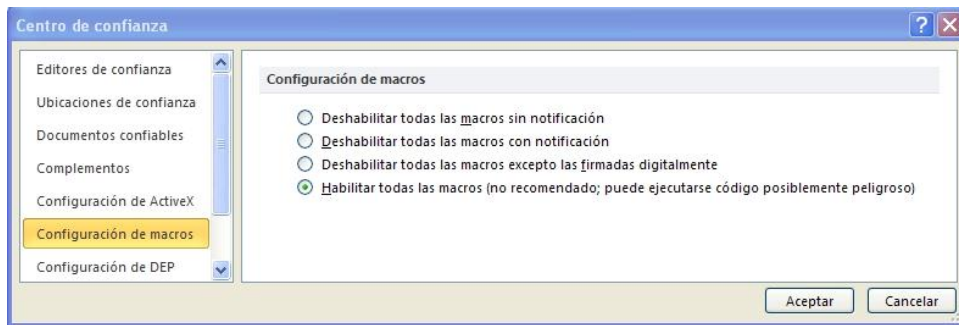 Centro de confianza
Editores de confianza
Ubicaciones de confianza
Documentos confiables
Complementos
Configuración de ActiveX
Configuración de macros
Configuración de DEP
Configuración de macros
Deshabilitar todas las macros sin notificación
Deshabilitar todas las macros con notificación
Deshabilitar todas las macros excepto las firmadas digitalmente
Habilitar todas las macros (no recomendado; puede ejecutarse código posiblemente peligroso)
Aceptar
Cancelar